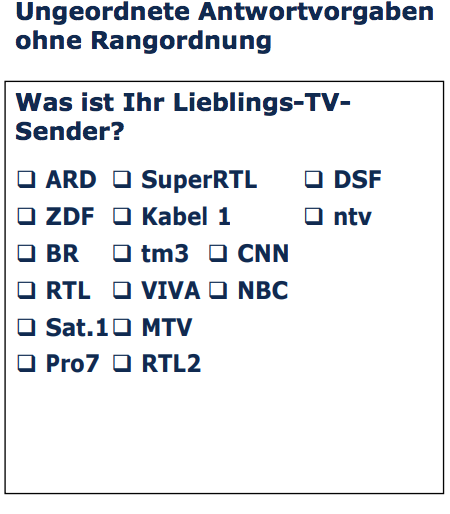 Ungeordnete Antwortvorgaben
ohne Rangordnung
Was ist Ihr Lieblings-TV-
Sender?
❑ ARD ❑ SuperRTL ❑ DSF
❑ ZDF ❑ Kabel 1 ❑ ntv
❑ BR ❑ tm3 ❑ CNN
❑ RTL ❑ VIVA ❑ NBC
❑ Sat.1 ❑ MTV
❑ Pro7 ❑ RTL2